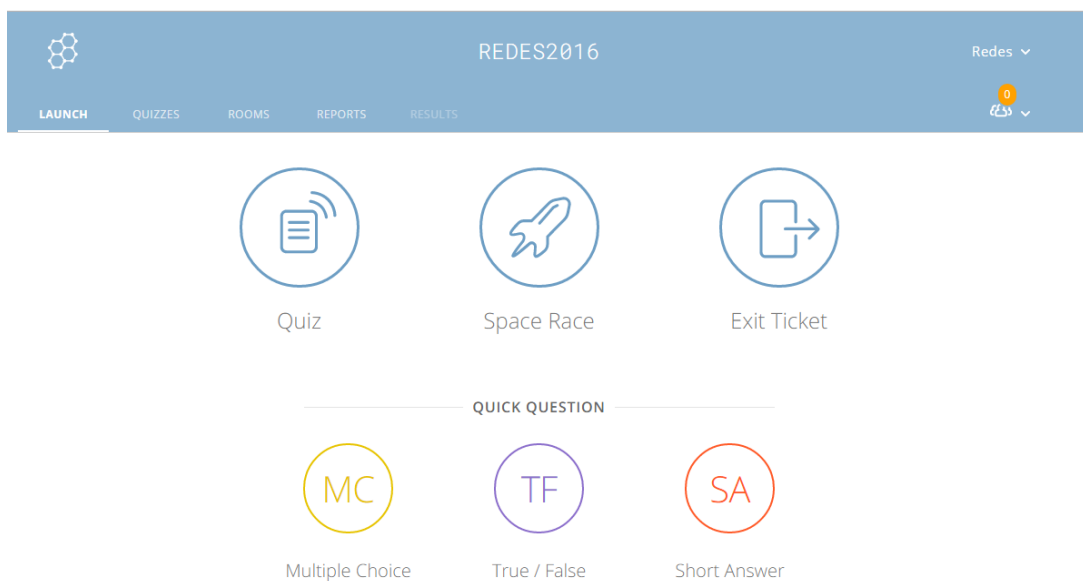 REDES2016
Redes
LAUNCH QUIZZES ROOMS REPORTS RESULTS
0
Quiz Space Race Exit Ticket
QUICK QUESTION
MC TF SA
Multiple Choice True / False Short Answer